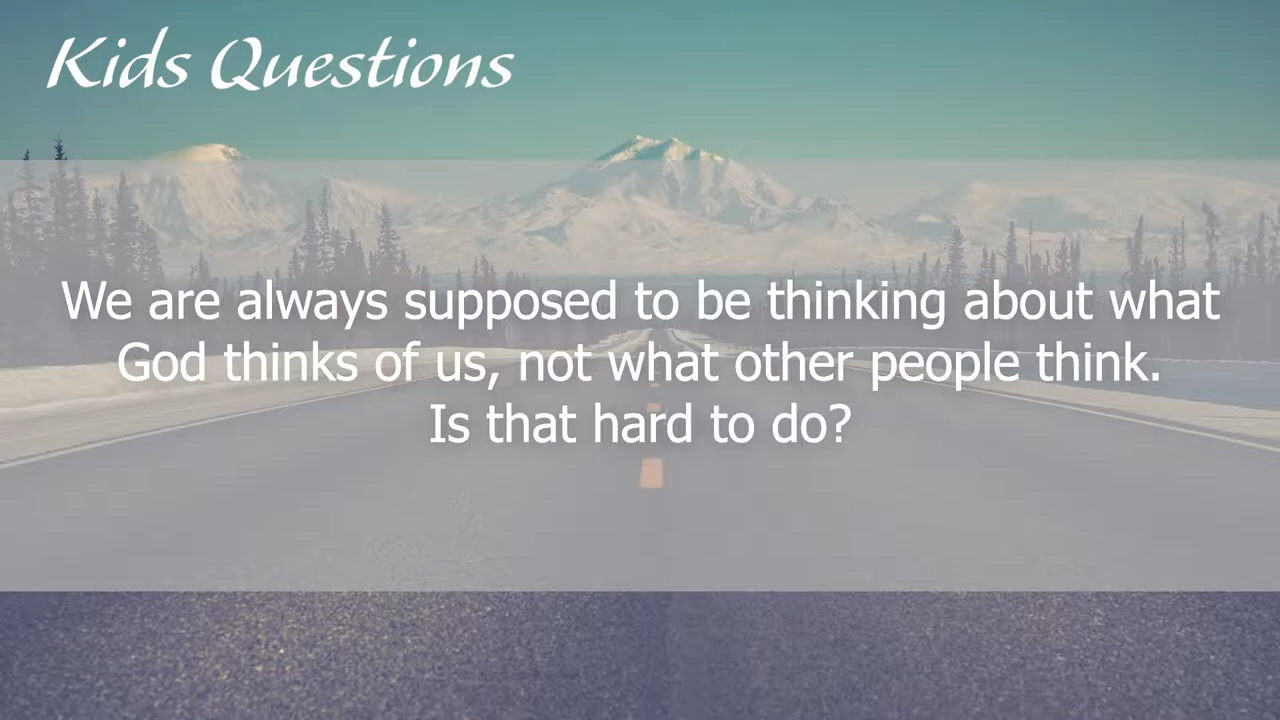 Kids Questions
We are always supposed to be thinking about what
God thinks of us, not what other people think.
Is that hard to do?